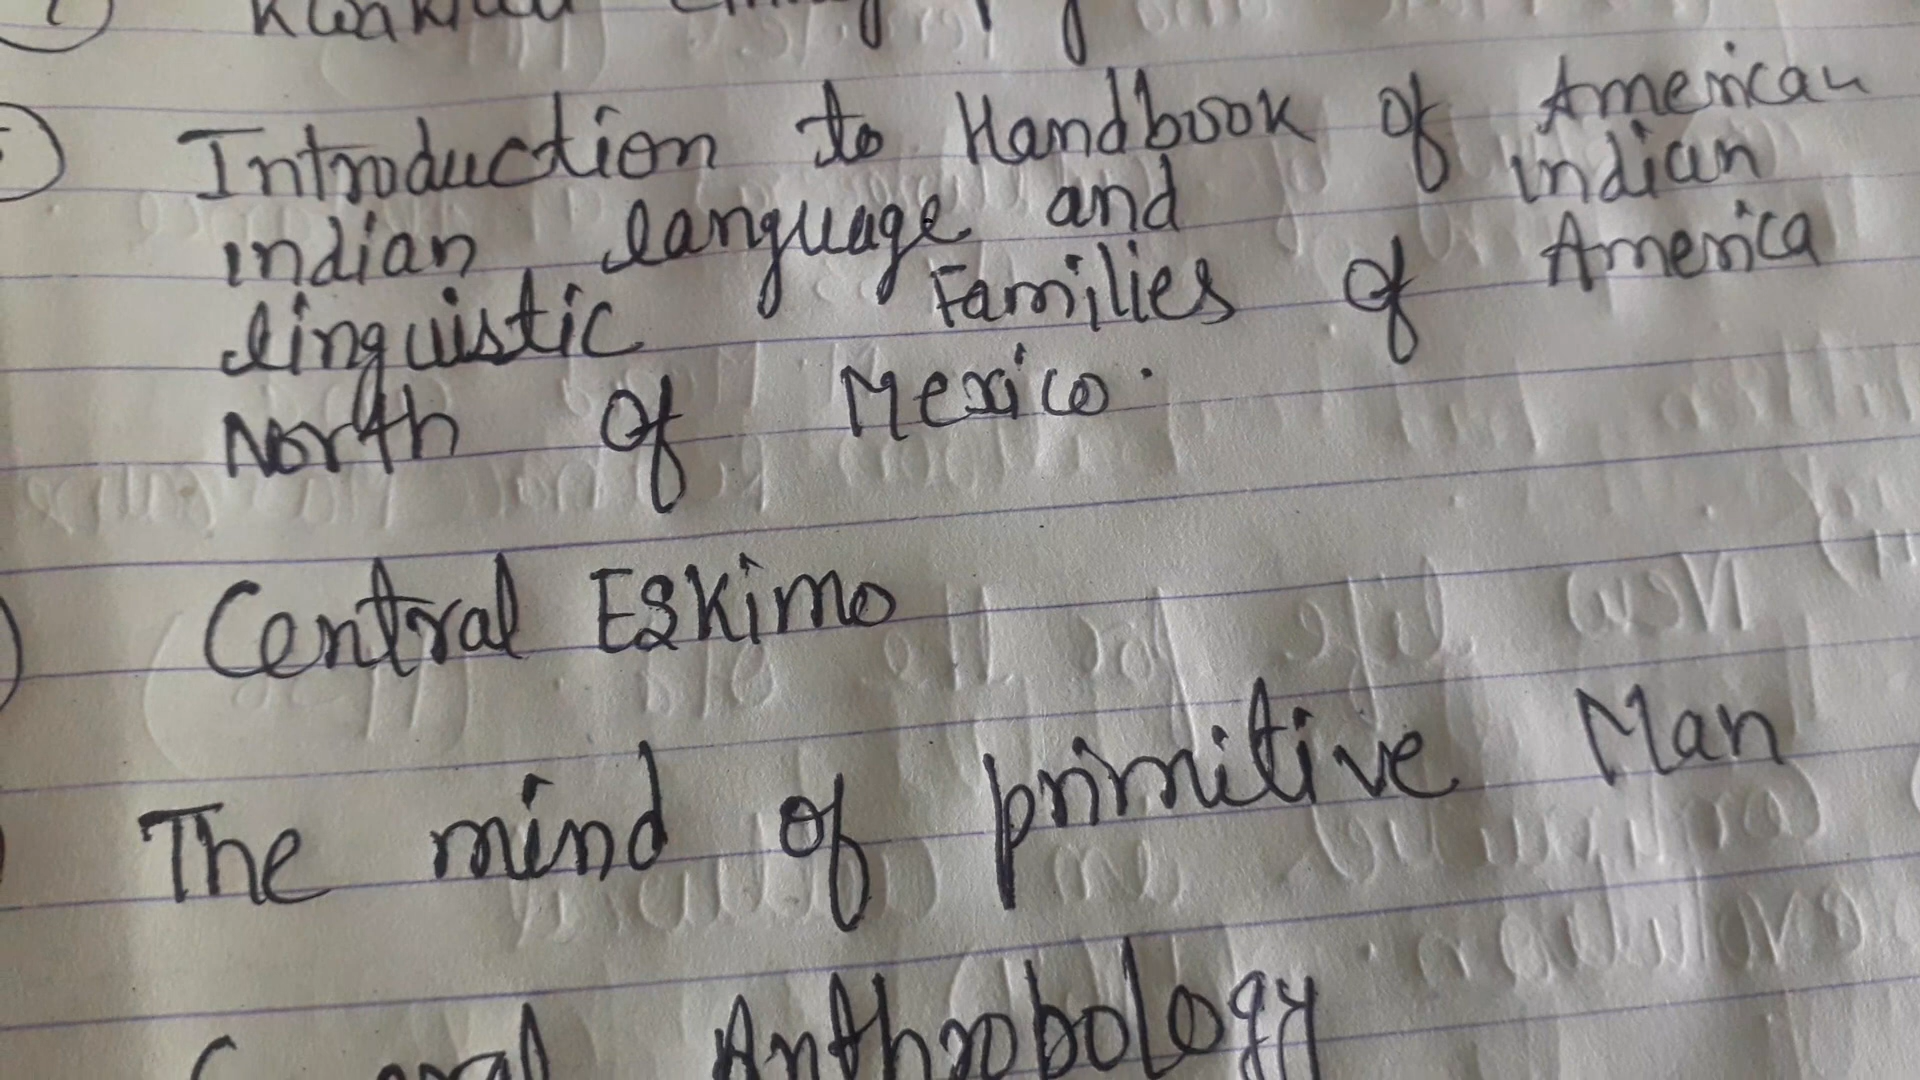 Introduction to Handbook of American
indian language and indian
linguistic Families of America
North of Mexico.
Central Eskimo
The mind of primitive Man
Anthropology